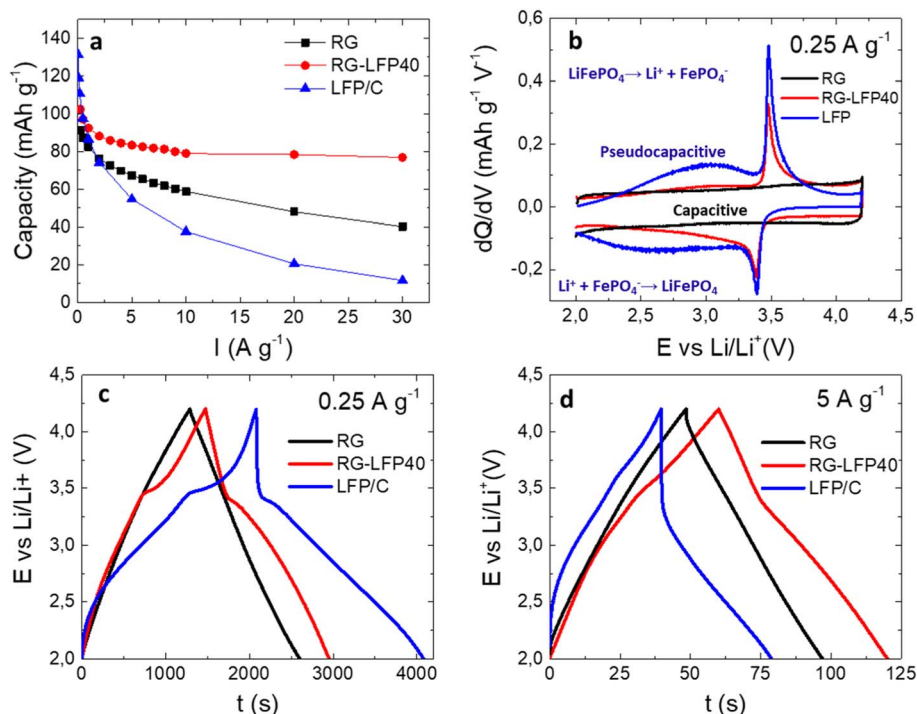 a
RG
RG-LFP40
LFP/C
Capacity (mAh g⁻¹)
140
120
100
80
60
40
20
0
0
5
10
15
20
25
30
I (A g⁻¹)
b
0.25 A g⁻¹
LiFePO₄→ Li⁺ + FePO₄⁻
RG
RG-LFP40
LFP
Pseudocapacitive
Capacitive
Li⁺ + FePO₄⁻→ LiFePO₄
dQ/dV (mAh g⁻¹ V⁻¹)
0,6
0,4
0,2
0,0
-0,2
2,0
2,5
3,0
3,5
4,0
4,5
E vs Li/Li⁺(V)
c
0.25 A g⁻¹
RG
RG-LFP40
LFP/C
E vs Li/Li+ (V)
4,5
4,0
3,5
3.0
2.5
2,0
0
1000
2000
3000
4000
t (s)
d
5 A g⁻¹
RG
RG-LFP40
LFP/C
E vs Li/Li⁺(V)
4,5
4,0
3,5
3.0
2.5
2,0
0
25
50
75
100
125
t (s)